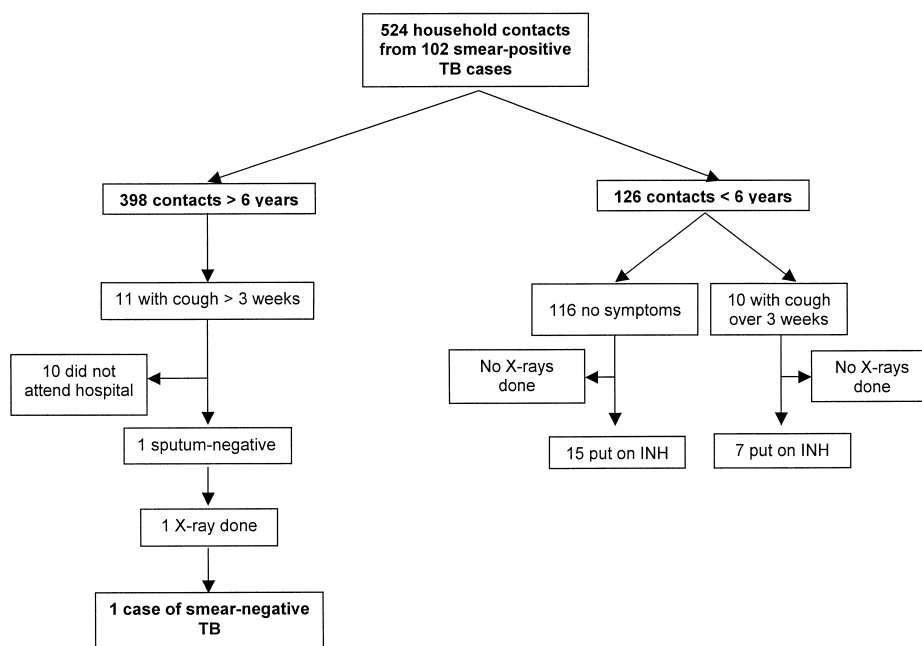 524 household contacts
from 102 smear-positive
TB cases
398 contacts > 6 years
126 contacts < 6 years
11 with cough > 3 weeks
116 no symptoms
10 with cough
over 3 weeks
10 did not
attend hospital
No X-rays
done
No X-rays
done
1 sputum-negative
15 put on INH
7 put on INH
1 X-ray done
1 case of smear-negative
TB